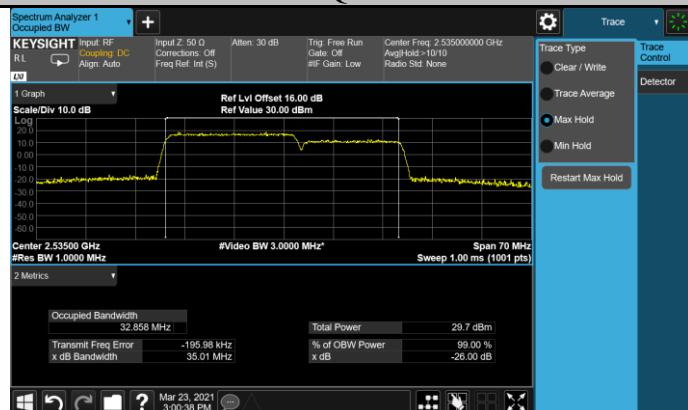 Spectrum Analyzer 1
Occupied BW
KEYSIGHT
R L
LXI
Input: RF
Coupling: DC
Align: Auto
Input Z: 50 Ω
Corrections: Off
Freq Ref: Int (S)
Atten: 30 dB
Trig: Free Run
Gate: Off
#IF Gain: Low
Center Freq: 2.535000000 GHz
Avg|Hold:>10/10
Radio Std: None
1 Graph
Scale/Div 10.0 dB
Ref Lvl Offset 16.00 dB
Ref Value 30.00 dBm
Log
20.0
10.0
0.00
-10.0
-20.0
-30.0
-40.0
-50.0
-60.0
Center 2.53500 GHz
#Video BW 3.0000 MHz*
Span 70 MHz
#Res BW 1.0000 MHz
Sweep 1.00 ms (1001 pts)
2 Metrics
Occupied Bandwidth
32.858 MHz
Total Power 29.7 dBm
Transmit Freq Error -195.98 kHz
% of OBW Power 99.00 %
x dB Bandwidth 35.01 MHz
x dB -26.00 dB
?
Mar 23, 2021
3:00:38 PM
Trace
Trace Type
Clear / Write
Trace Average
Max Hold
Min Hold
Restart Max Hold
Trace
Control
Detector